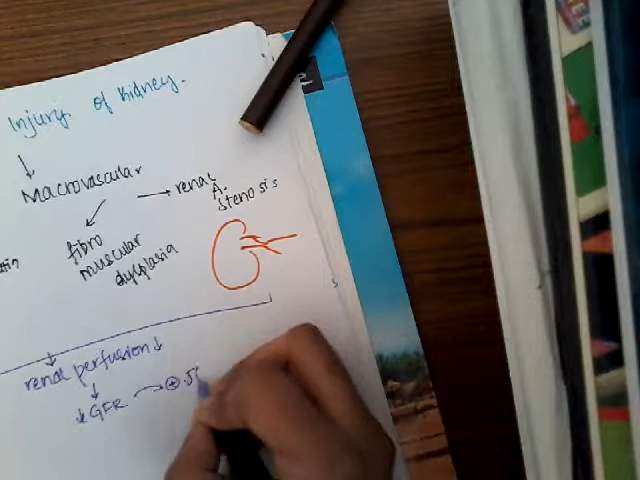 Injury of Kidney.
↓
Macrovascular
→ renal A. Stenosis
fibro
muscular
dysplasia
renal perfusion↓
↓
↓GFR → ⊕